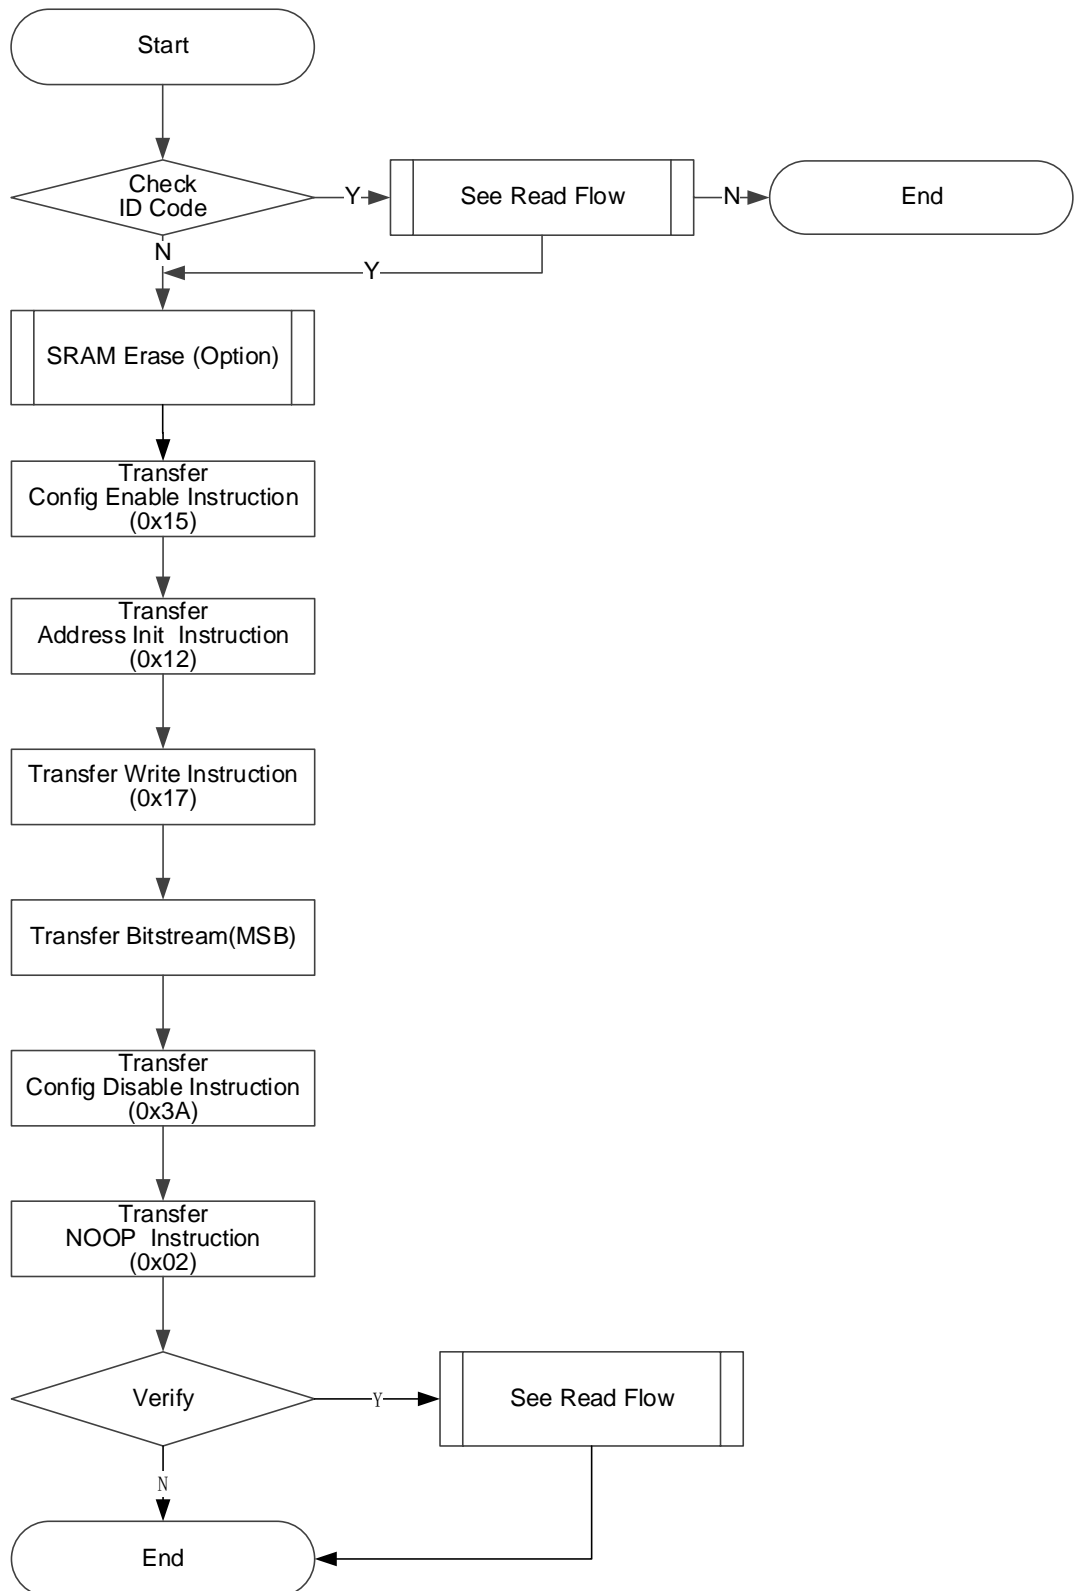 Start
Check
ID Code
Y
See Read Flow
N
End
N
Y
SRAM Erase (Option)
Transfer
Config Enable Instruction
(0x15)
Transfer
Address Init  Instruction
(0x12)
Transfer Write Instruction
(0x17)
Transfer Bitstream(MSB)
Transfer
Config Disable Instruction
(0x3A)
Transfer
NOOP  Instruction
(0x02)
Verify
Y
See Read Flow
N
End